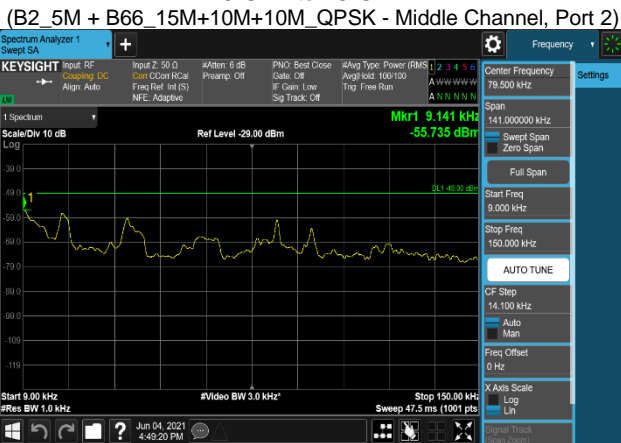 (B2_5M + B66_15M+10M+10M_QPSK - Middle Channel, Port 2)
Spectrum Analyzer 1
Swept SA
+
Frequency
KEYSIGHT
Input: RF
Coupling: DC
Align: Auto
Input Z: 50 Ω
Corr CCorr RCal
Freq Ref: Int (S)
NFE: Adaptive
#Atten: 6 dB
Preamp: Off
PNO: Best Close
Gate: Off
IF Gain: Low
Sig Track: Off
#Avg Type: Power (RMS)
Avg|Hold: 100/100
Trig: Free Run
1 2 3 4 5 6
A W W W W W
A N N N N N
LXI
1 Spectrum
Scale/Div 10 dB
Log
Ref Level -29.00 dBm
Mkr1 9.141 kHz
-55.735 dBm
DL1 -49.00 dBm
1
-39.0
-49.0
-59.0
-69.0
-79.0
-89.0
-99.0
-109
-119
Start 9.00 kHz
#Res BW 1.0 kHz
#Video BW 3.0 kHz*
Stop 150.00 kHz
Sweep 47.5 ms (1001 pts)
Center Frequency
79.500 kHz
Settings
Span
141.000000 kHz
Swept Span
Zero Span
Full Span
Start Freq
9.000 kHz
Stop Freq
150.000 kHz
AUTO TUNE
CF Step
14.100 kHz
Auto
Man
Freq Offset
0 Hz
X Axis Scale
Log
Lin
Signal Track
(Span Zoom)
?
Jun 04, 2021
4:49:20 PM